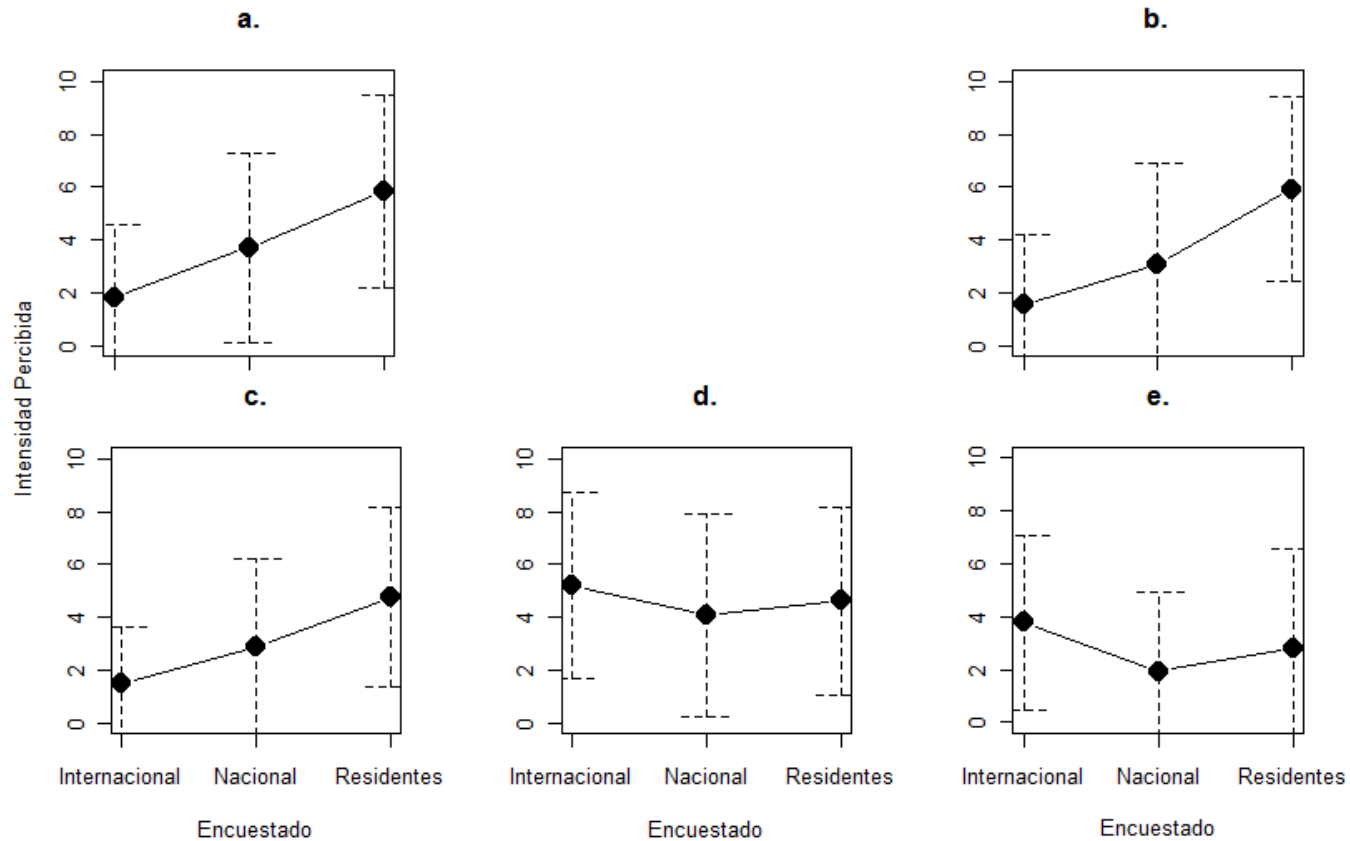 a.
b.
10
8
6
4
2
0
10
8
6
4
2
0
Intensidad Percibida
c.
d.
e.
10
8
6
4
2
0
10
8
6
4
2
0
10
8
6
4
2
0
Internacional Nacional Residentes
Internacional Nacional Residentes
Internacional Nacional Residentes
Encuestado
Encuestado
Encuestado